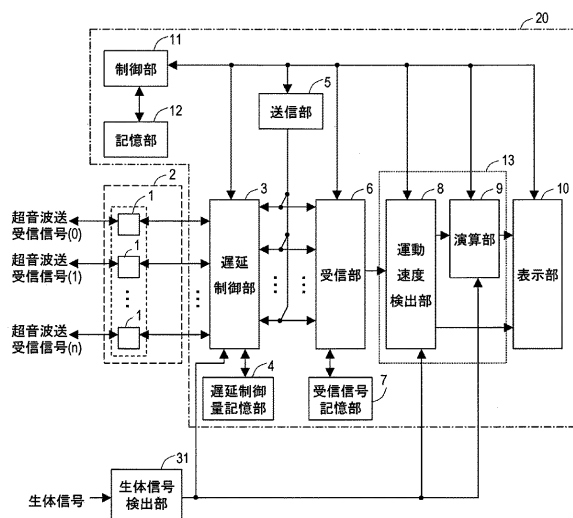 20
11
制御部
12
記憶部
5
送信部
13
2
1
3
6
8
9
10
超音波送
受信信号(0)
1
超音波送
受信信号(1)
1
超音波送
受信信号(n)
遅延
制御部
受信部
運動
速度
検出部
演算部
表示部
4
遅延制御
量記憶部
7
受信信号
記憶部
31
生体信号
生体信号
検出部